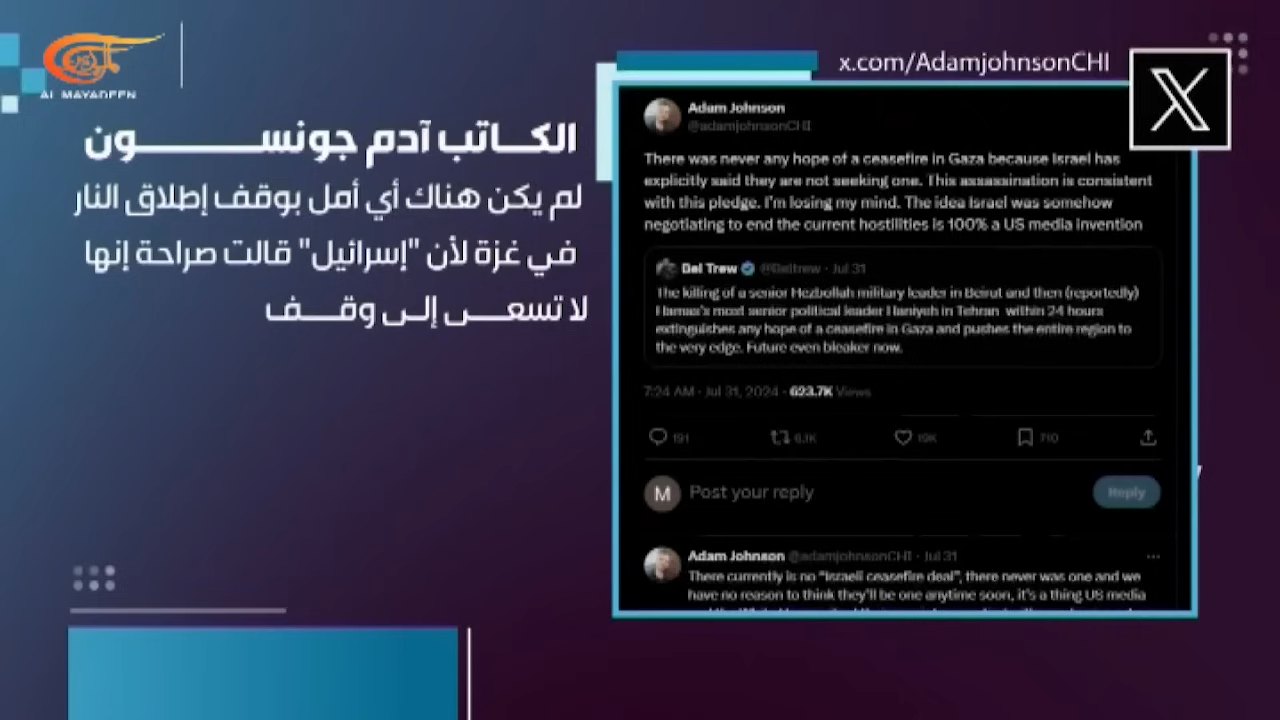 AL MAYADEEN
x.com/AdamjohnsonCHI
الكاتب آدم جونسون
لم يكن هناك أي أمل بوقف إطلاق النار
في غزة لأن "إسرائيل" قالت صراحة إنها
لا تسعى إلى وقف
Adam Johnson
@adamjohnsonCHI
There was never any hope of a ceasefire in Gaza because Israel has
explicitly said they are not seeking one. This assassination is consistent
with this pledge. I'm losing my mind. The idea Israel was somehow
negotiating to end the current hostilities is 100% a US media invention
Bel Trew @Beltrew · Jul 31
The killing of a senior Hezbollah military leader in Beirut and then (reportedly)
Hamas's most senior political leader Haniyeh in Tehran within 24 hours
extinguishes any hope of a ceasefire in Gaza and pushes the entire region to
the very edge. Future even bleaker now.
7:24 AM · Jul 31, 2024 · 623.7K Views
191 6.1K 19K 710
M Post your reply Reply
Adam Johnson @adamjohnsonCHI · Jul 31
There currently is no "Israeli ceasefire deal", there never was one and we
have no reason to think they'll be one anytime soon, it's a thing US media